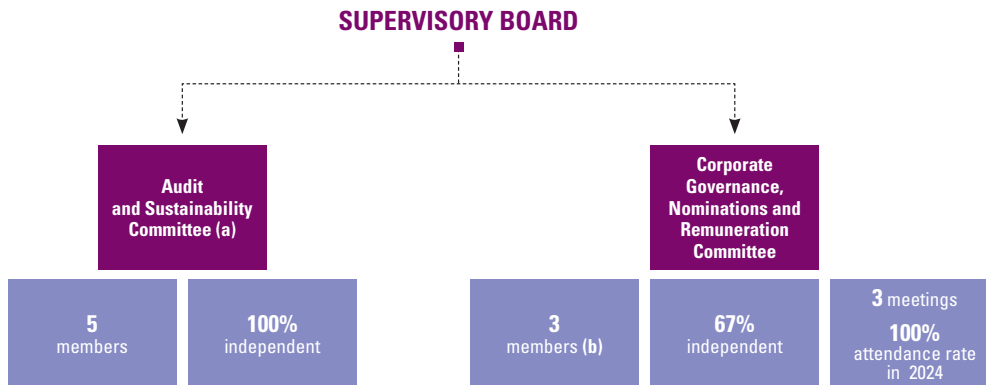 SUPERVISORY BOARD
Audit
and Sustainability
Committee (a)
Corporate
Governance,
Nominations and
Remuneration
Committee
5
members
100%
independent
3
members (b)
67%
independent
3 meetings
100%
attendance rate
in 2024